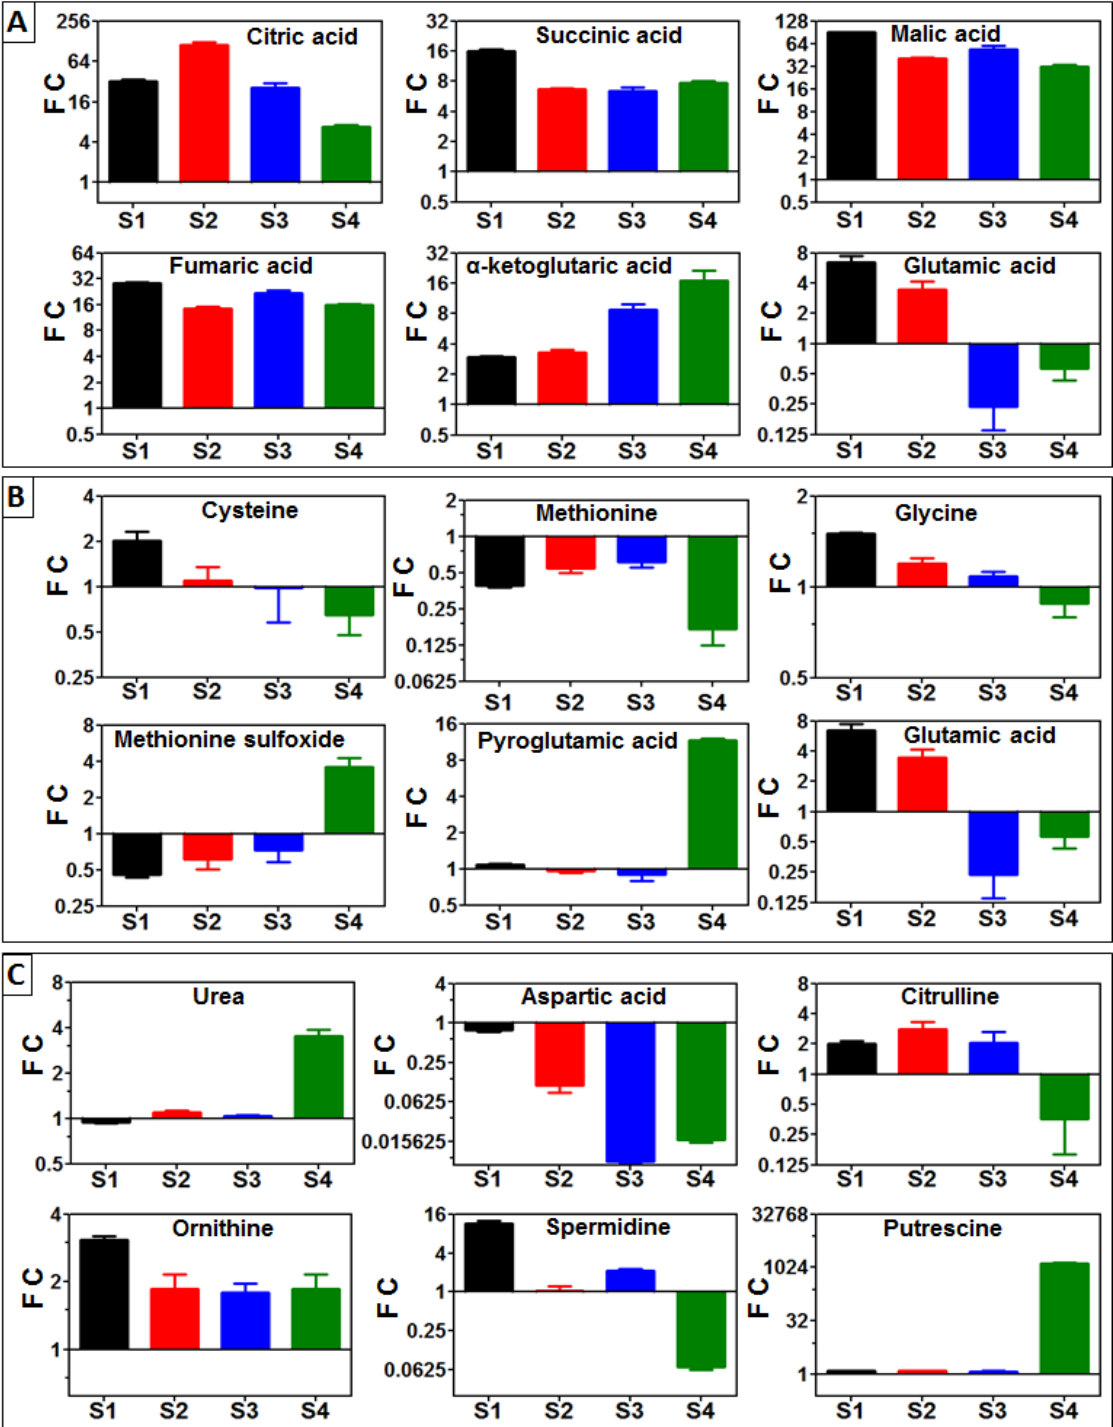 A
Citric acid
F C
256
64
16
4
1
S1 S2 S3 S4
Succinic acid
F C
32
16
8
4
2
1
0.5
S1 S2 S3 S4
Malic acid
F C
128
64
32
16
8
4
2
1
0.5
S1 S2 S3 S4
Fumaric acid
F C
64
32
16
8
4
2
1
0.5
S1 S2 S3 S4
α-ketoglutaric acid
F C
32
16
8
4
2
1
0.5
S1 S2 S3 S4
Glutamic acid
F C
8
4
2
1
0.5
0.25
0.125
S1 S2 S3 S4
B
Cysteine
F C
4
2
1
0.5
0.25
S1 S2 S3 S4
Methionine
F C
2
1
0.5
0.25
0.125
0.0625
S1 S2 S3 S4
Glycine
F C
2
1
0.5
S1 S2 S3 S4
Methionine sulfoxide
F C
8
4
2
1
0.5
0.25
S1 S2 S3 S4
Pyroglutamic acid
F C
16
8
4
2
1
0.5
S1 S2 S3 S4
Glutamic acid
F C
8
4
2
1
0.5
0.25
0.125
S1 S2 S3 S4
C
Urea
F C
8
4
2
1
0.5
S1 S2 S3 S4
Aspartic acid
F C
4
1
0.25
0.0625
0.015625
S1 S2 S3 S4
Citrulline
F C
8
4
2
1
0.5
0.25
0.125
S1 S2 S3 S4
Ornithine
F C
4
2
1
S1 S2 S3 S4
Spermidine
F C
16
4
1
0.25
0.0625
S1 S2 S3 S4
Putrescine
F C
32768
1024
32
1
S1 S2 S3 S4